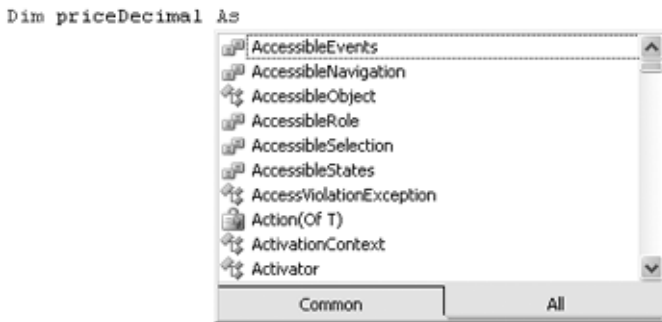 Dim priceDecimal As
AccessibleEvents
AccessibleNavigation
AccessibleObject
AccessibleRole
AccessibleSelection
AccessibleStates
AccessViolationException
Action(Of T)
ActivationContext
Activator
Common All